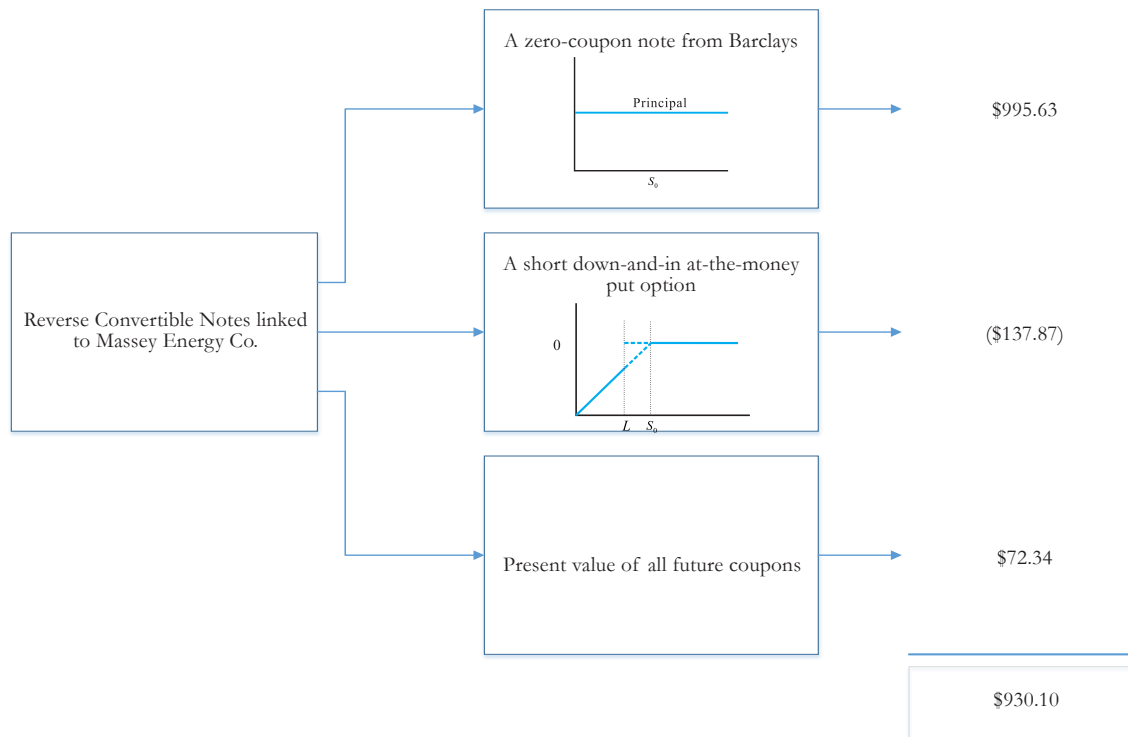 A zero-coupon note from Barclays
Principal
S₀
$995.63
Reverse Convertible Notes linked
to Massey Energy Co.
A short down-and-in at-the-money
put option
0
L S₀
($137.87)
Present value of all future coupons
$72.34
$930.10